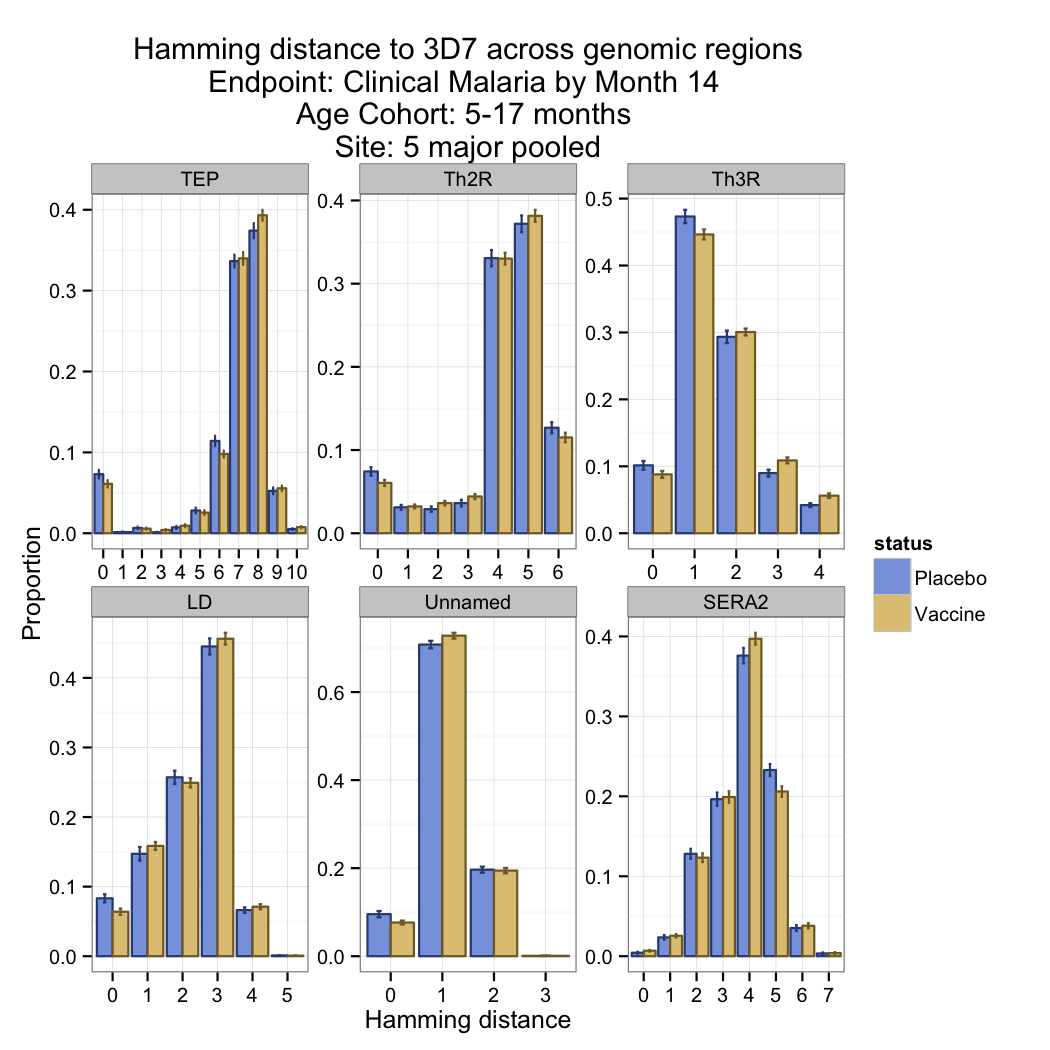 Hamming distance to 3D7 across genomic regions
Endpoint: Clinical Malaria by Month 14
Age Cohort: 5-17 months
Site: 5 major pooled
TEP
Th2R
Th3R
0.4
0.3
0.2
0.1
0.0
0.4
0.3
0.2
0.1
0.0
0.5
0.4
0.3
0.2
0.1
0.0
0 1 2 3 4 5 6 7 8 9 10
0 1 2 3 4 5 6
0 1 2 3 4
Proportion
LD
Unnamed
SERA2
0.4
0.3
0.2
0.1
0.0
0.6
0.4
0.2
0.0
0.4
0.3
0.2
0.1
0.0
0 1 2 3 4 5
0 1 2 3
0 1 2 3 4 5 6 7
Hamming distance
status
Placebo
Vaccine